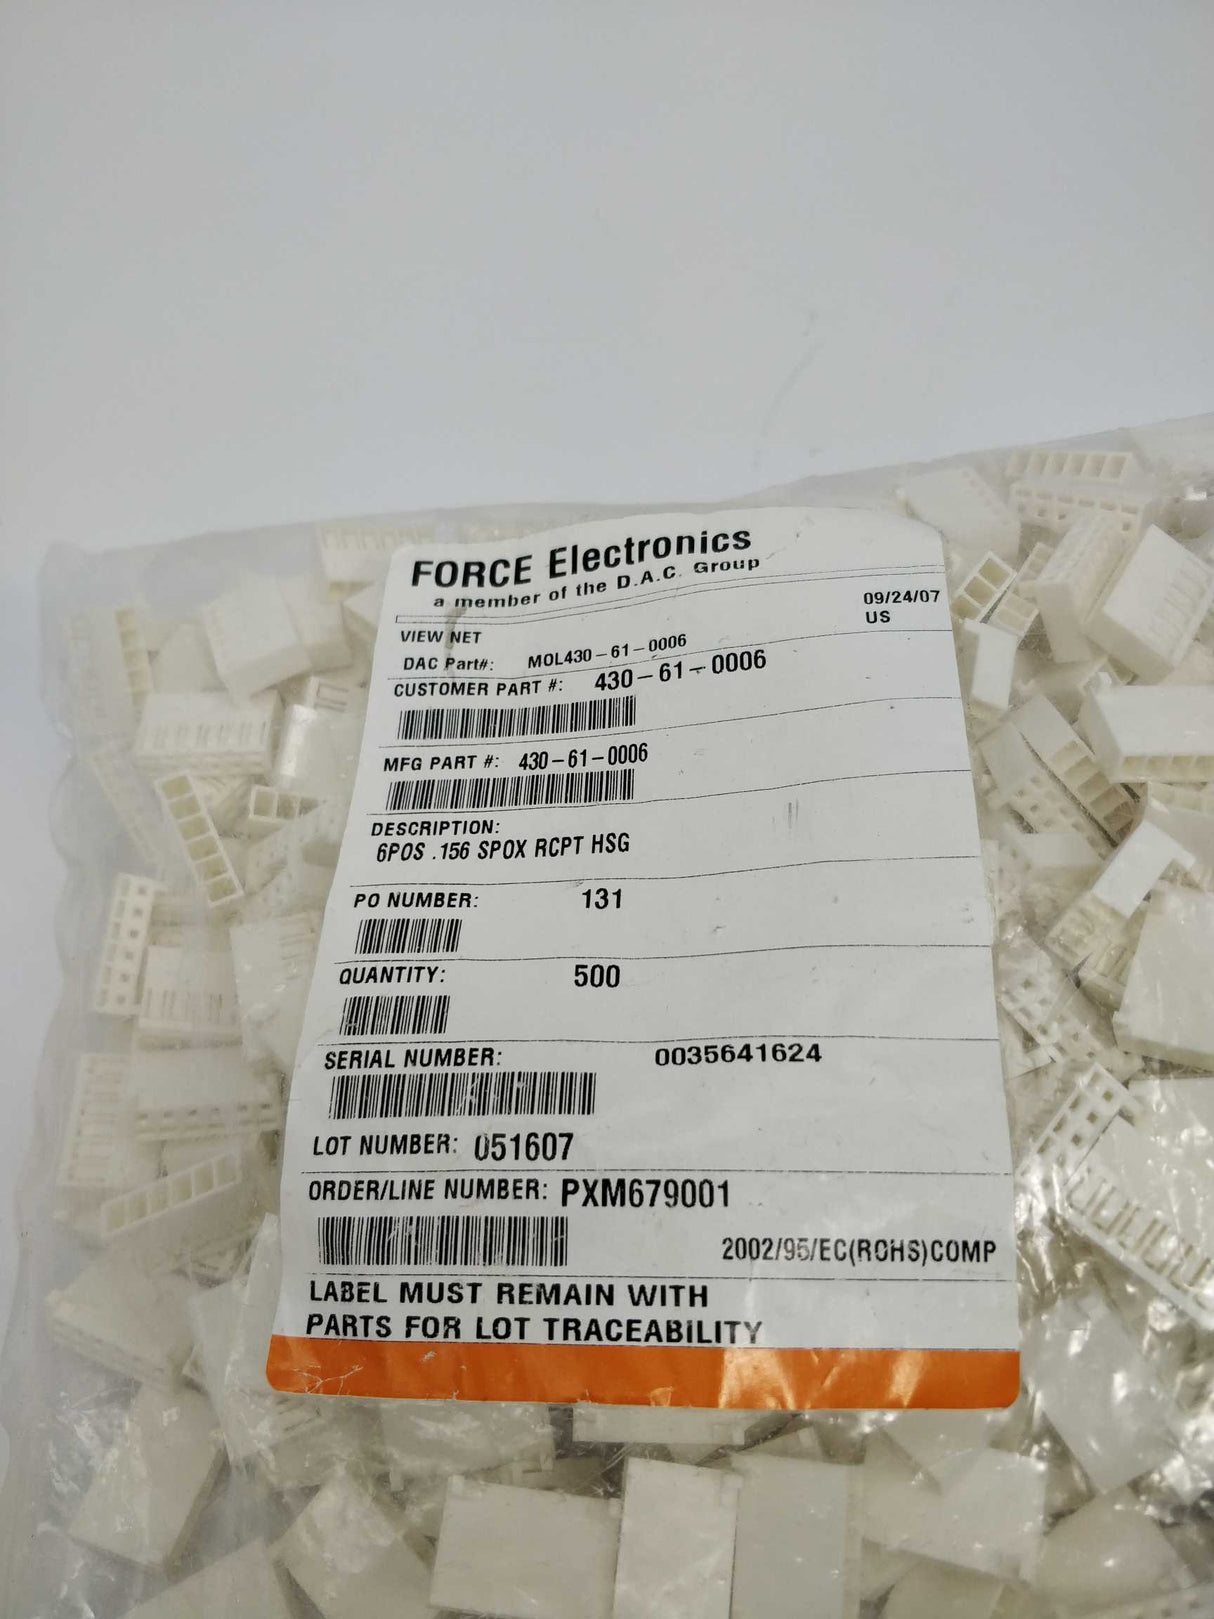 FORCE Electronics
a member of the D.A.C. Group
09/24/07
VIEW NET
US
DAC Part#: MOL430-61-0006
CUSTOMER PART #: 430-61-0006
MFG PART #: 430-61-0006
DESCRIPTION:
6POS .156 SPOX RCPT HSG
PO NUMBER: 131
QUANTITY: 500
SERIAL NUMBER: 0035641624
LOT NUMBER: 051607
ORDER/LINE NUMBER: PXM679001
2002/95/EC(ROHS)COMP
LABEL MUST REMAIN WITH
PARTS FOR LOT TRACEABILITY